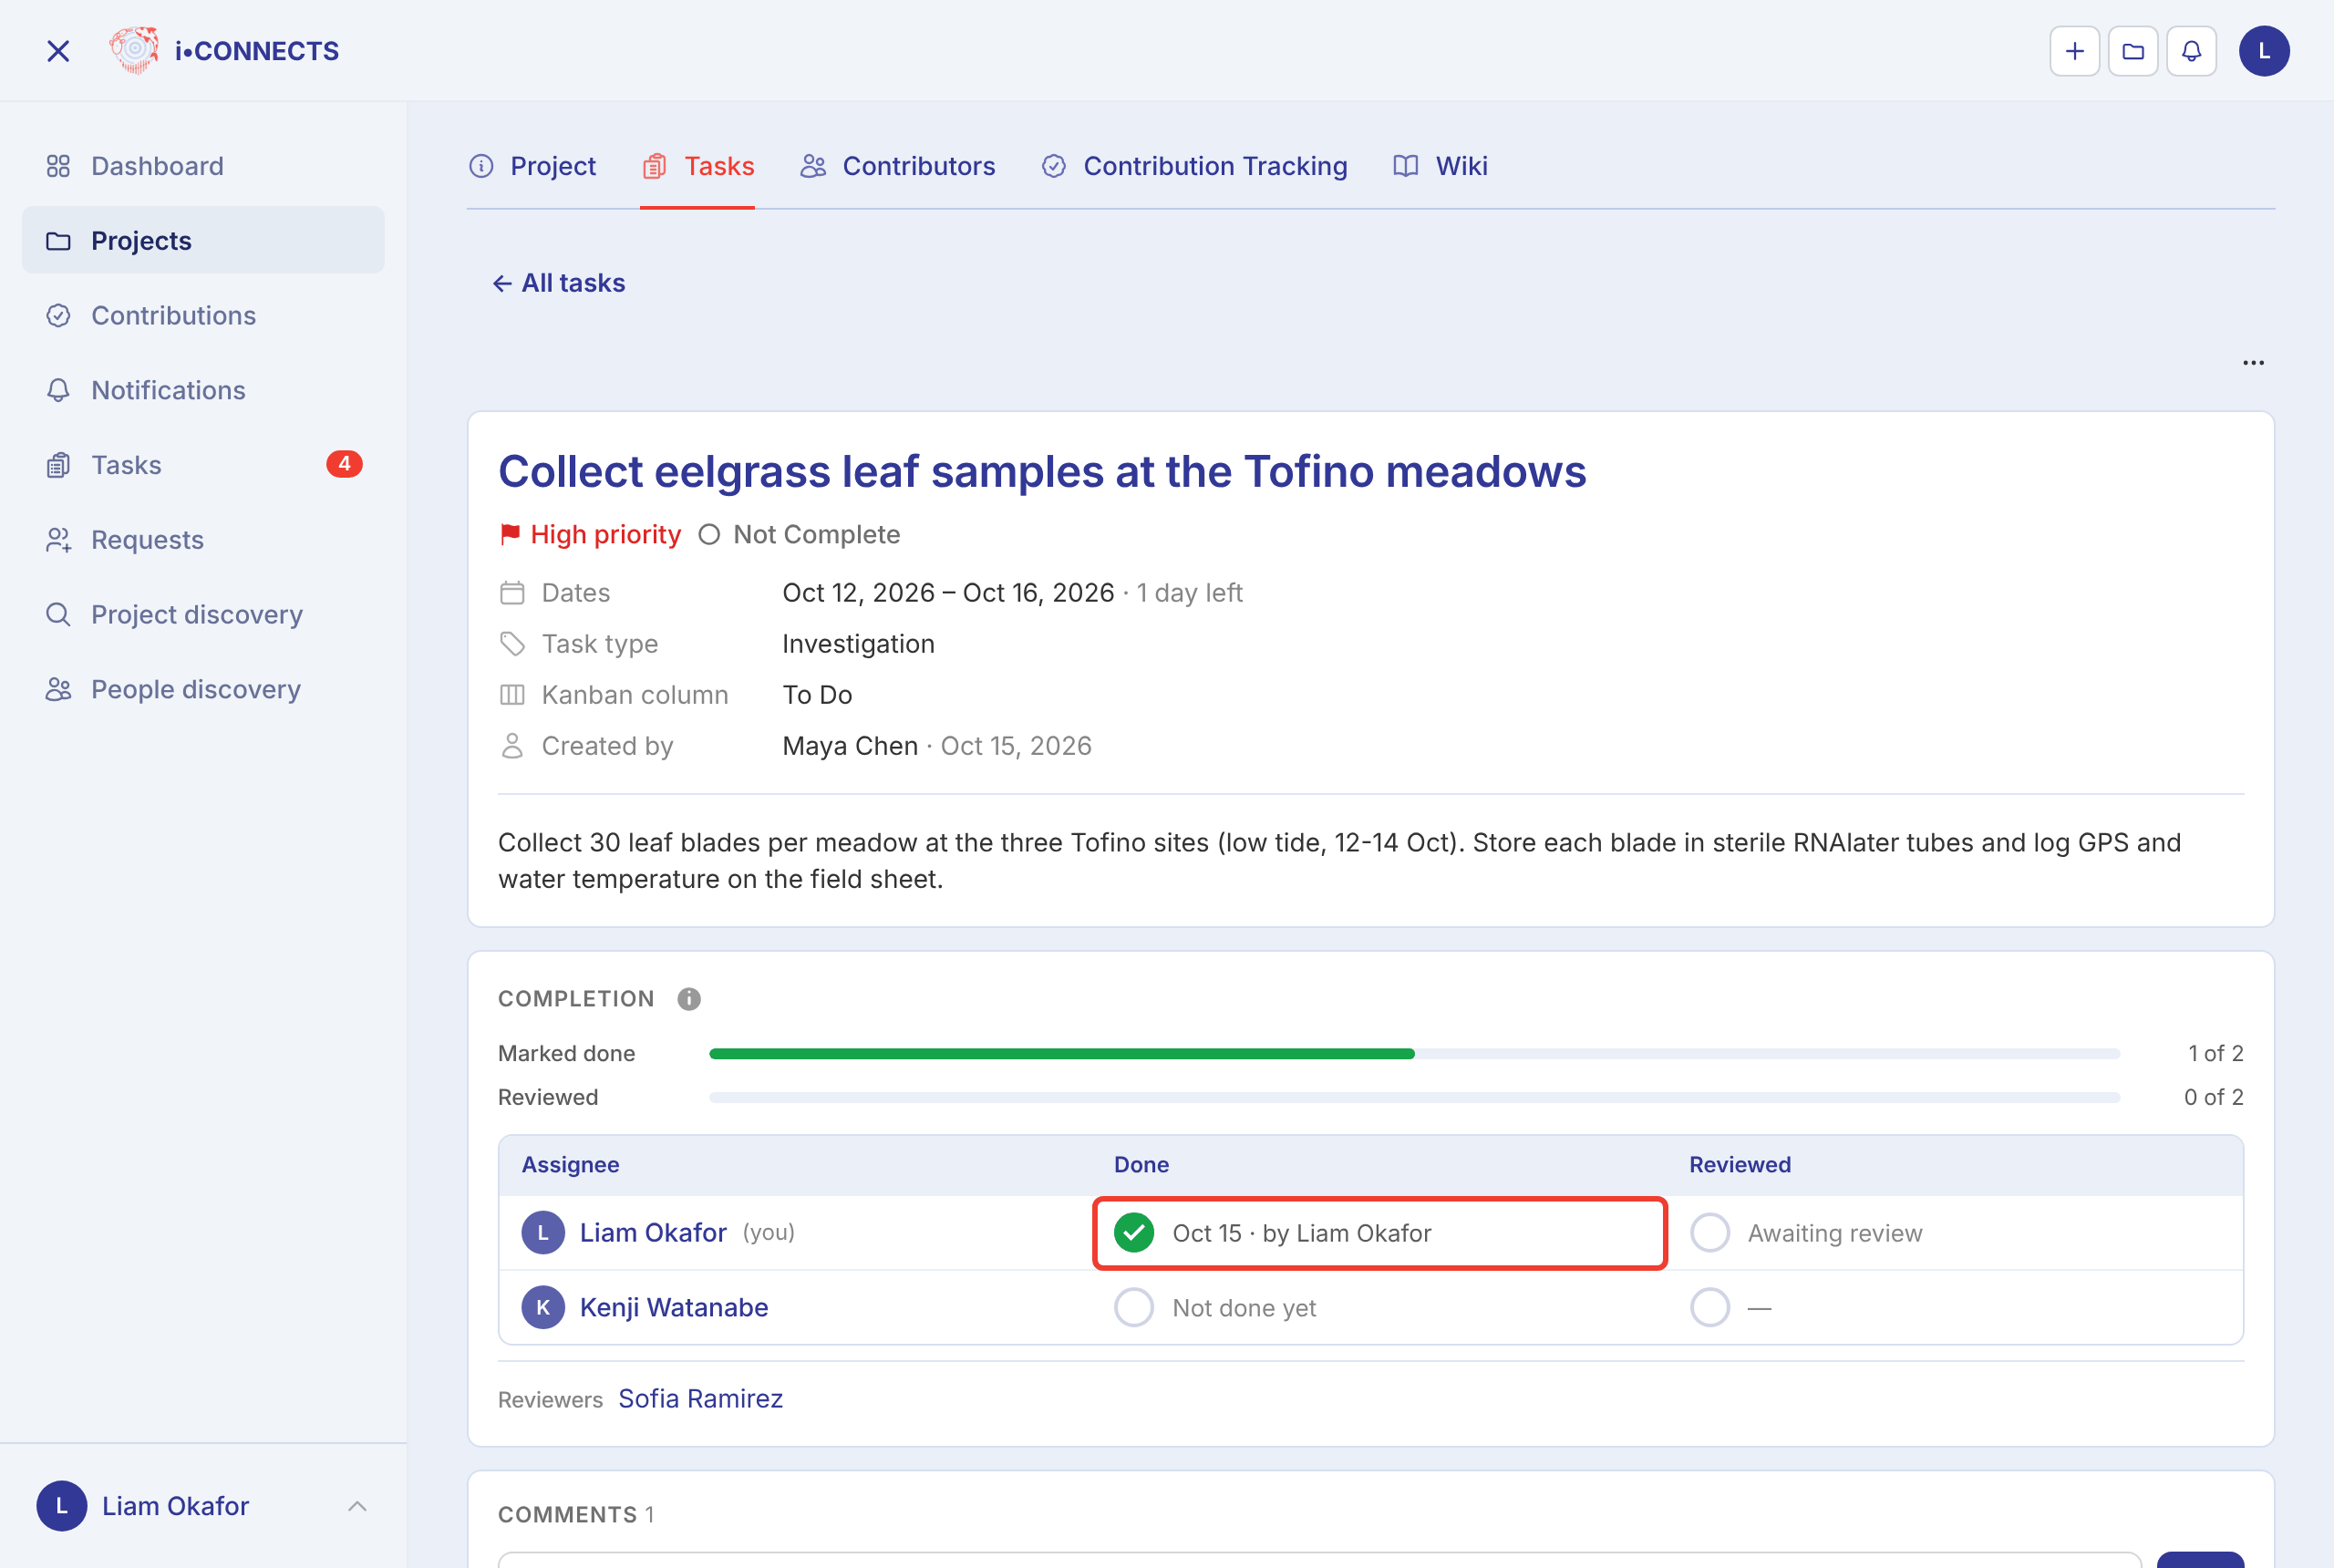 i•CONNECTS
L
Dashboard
Projects
Contributions
Notifications
Tasks 4
Requests
Project discovery
People discovery
Liam Okafor
L
Project Tasks Contributors Contribution Tracking Wiki
← All tasks
Collect eelgrass leaf samples at the Tofino meadows
High priority Not Complete
Dates Oct 12, 2026 – Oct 16, 2026 · 1 day left
Task type Investigation
Kanban column To Do
Created by Maya Chen · Oct 15, 2026
Collect 30 leaf blades per meadow at the three Tofino sites (low tide, 12-14 Oct). Store each blade in sterile RNAlater tubes and log GPS and
water temperature on the field sheet.
COMPLETION
Marked done 1 of 2
Reviewed 0 of 2
Assignee Done Reviewed
L Liam Okafor (you) Oct 15 · by Liam Okafor Awaiting review
K Kenji Watanabe Not done yet —
Reviewers Sofia Ramirez
COMMENTS 1